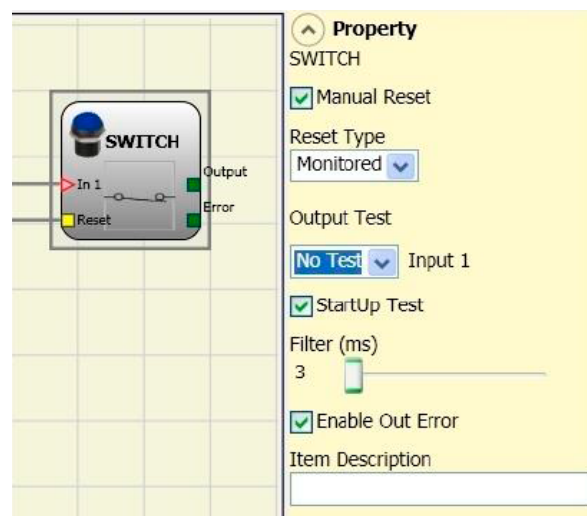 SWITCH
In 1
Reset
Output
Error
Property
SWITCH
Manual Reset
Reset Type
Monitored
Output Test
No Test Input 1
StartUp Test
Filter (ms)
3
Enable Out Error
Item Description